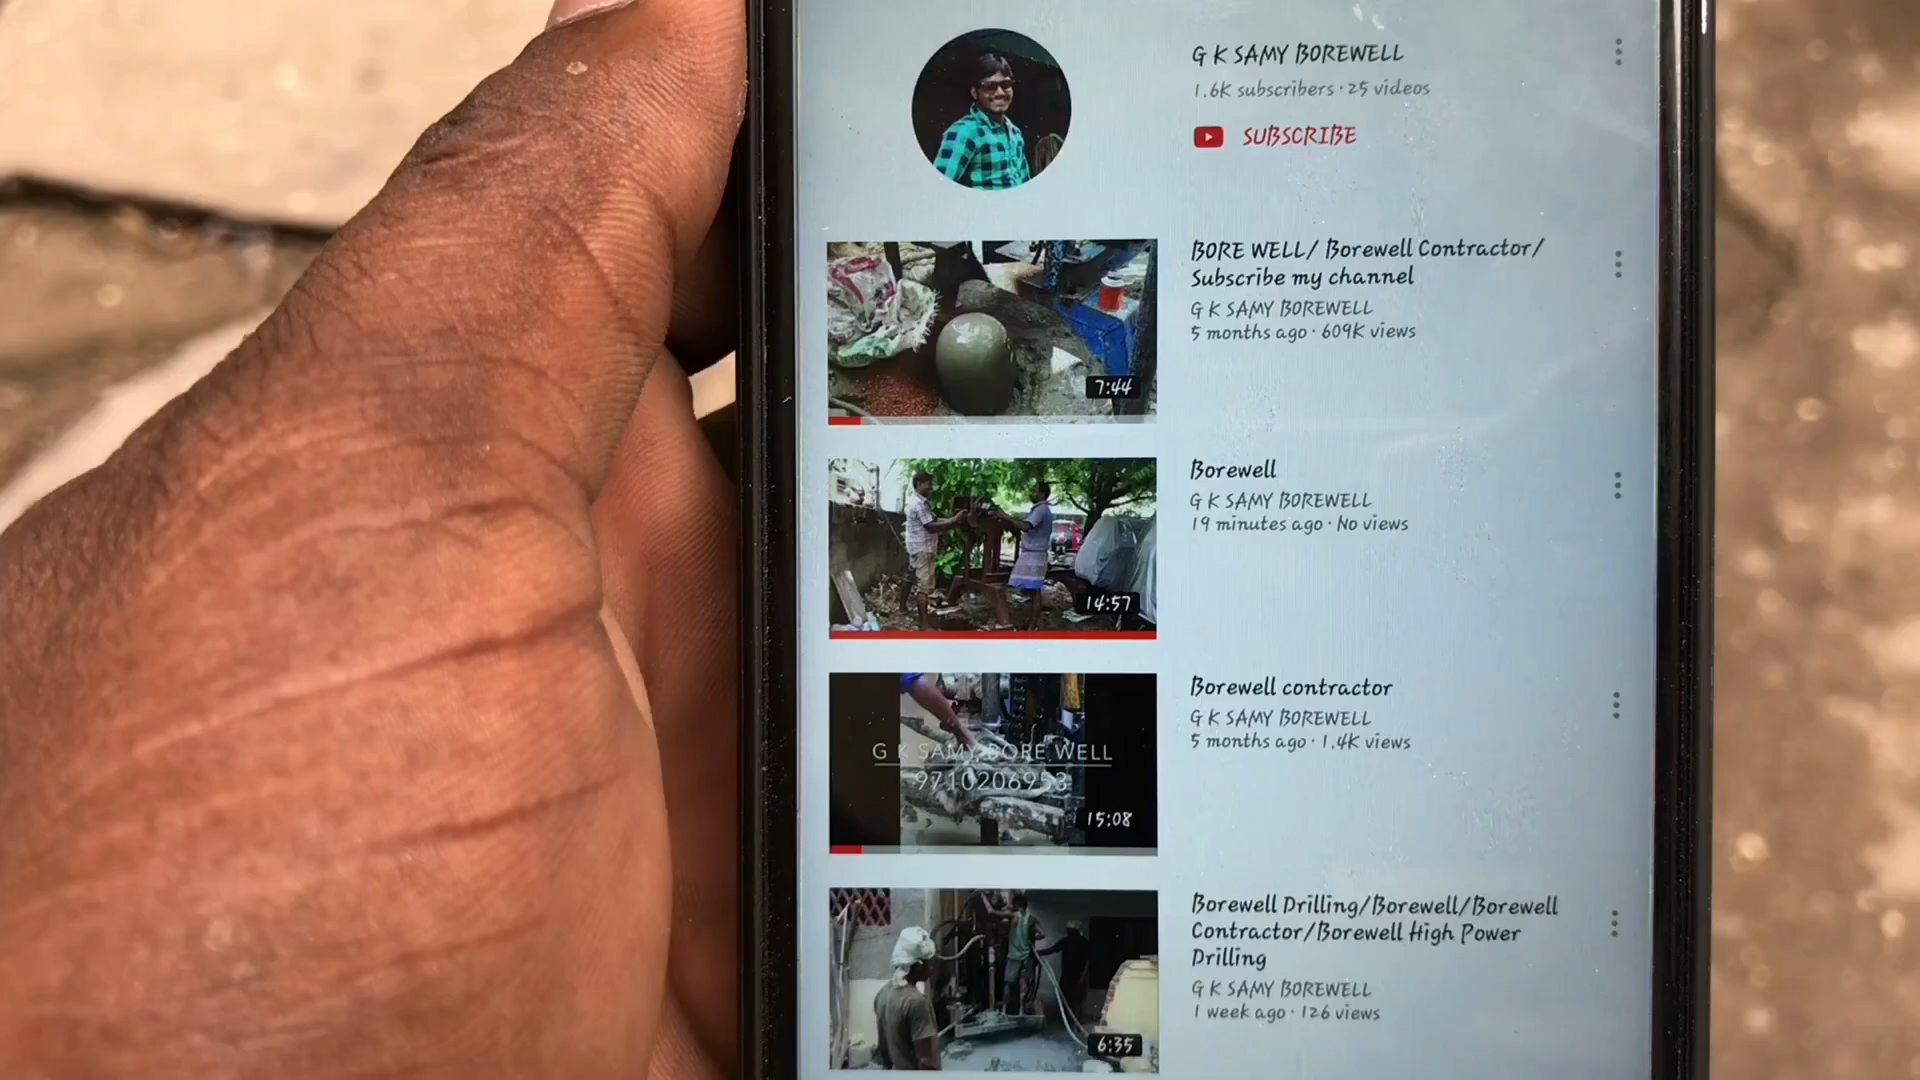 G K SAMY BOREWELL
1.6K subscribers · 25 videos
SUBSCRIBE
BORE WELL/ Borewell Contractor/
Subscribe my channel
G K SAMY BOREWELL
5 months ago · 609K views
7:44
Borewell
G K SAMY BOREWELL
19 minutes ago · No views
14:57
Borewell contractor
G K SAMY BOREWELL
5 months ago · 1.4K views
G K SAMY BORE WELL
9710206953
15:08
Borewell Drilling/Borewell/Borewell
Contractor/Borewell High Power
Drilling
G K SAMY BOREWELL
1 week ago · 126 views
6:35